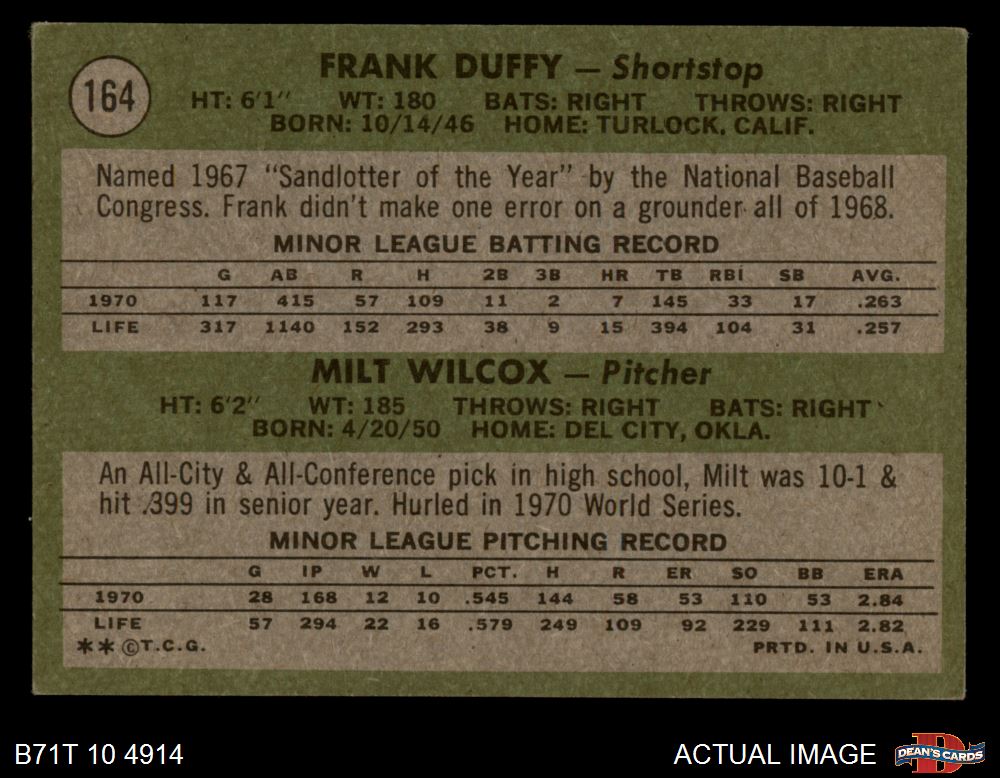 164
FRANK DUFFY — Shortstop
HT: 6'1" WT: 180 BATS: RIGHT THROWS: RIGHT
BORN: 10/14/46 HOME: TURLOCK, CALIF.
Named 1967 "Sandlotter of the Year" by the National Baseball
Congress. Frank didn't make one error on a grounder all of 1968.
MINOR LEAGUE BATTING RECORD
G AB R H 2B 3B HR TB RBI SB AVG.
1970 117 415 57 109 11 2 7 145 33 17 .263
LIFE 317 1140 152 293 38 9 15 394 104 31 .257
MILT WILCOX — Pitcher
HT: 6'2" WT: 185 THROWS: RIGHT BATS: RIGHT
BORN: 4/20/50 HOME: DEL CITY, OKLA.
An All-City & All-Conference pick in high school, Milt was 10-1 &
hit .399 in senior year. Hurled in 1970 World Series.
MINOR LEAGUE PITCHING RECORD
G IP W L PCT. H R ER SO BB ERA
1970 28 168 12 10 .545 144 58 53 110 53 2.84
LIFE 57 294 22 16 .579 249 109 92 229 111 2.82
**©T.C.G. PRTD. IN U.S.A.
B71T 10 4914 ACTUAL IMAGE D DEAN'S CARDS